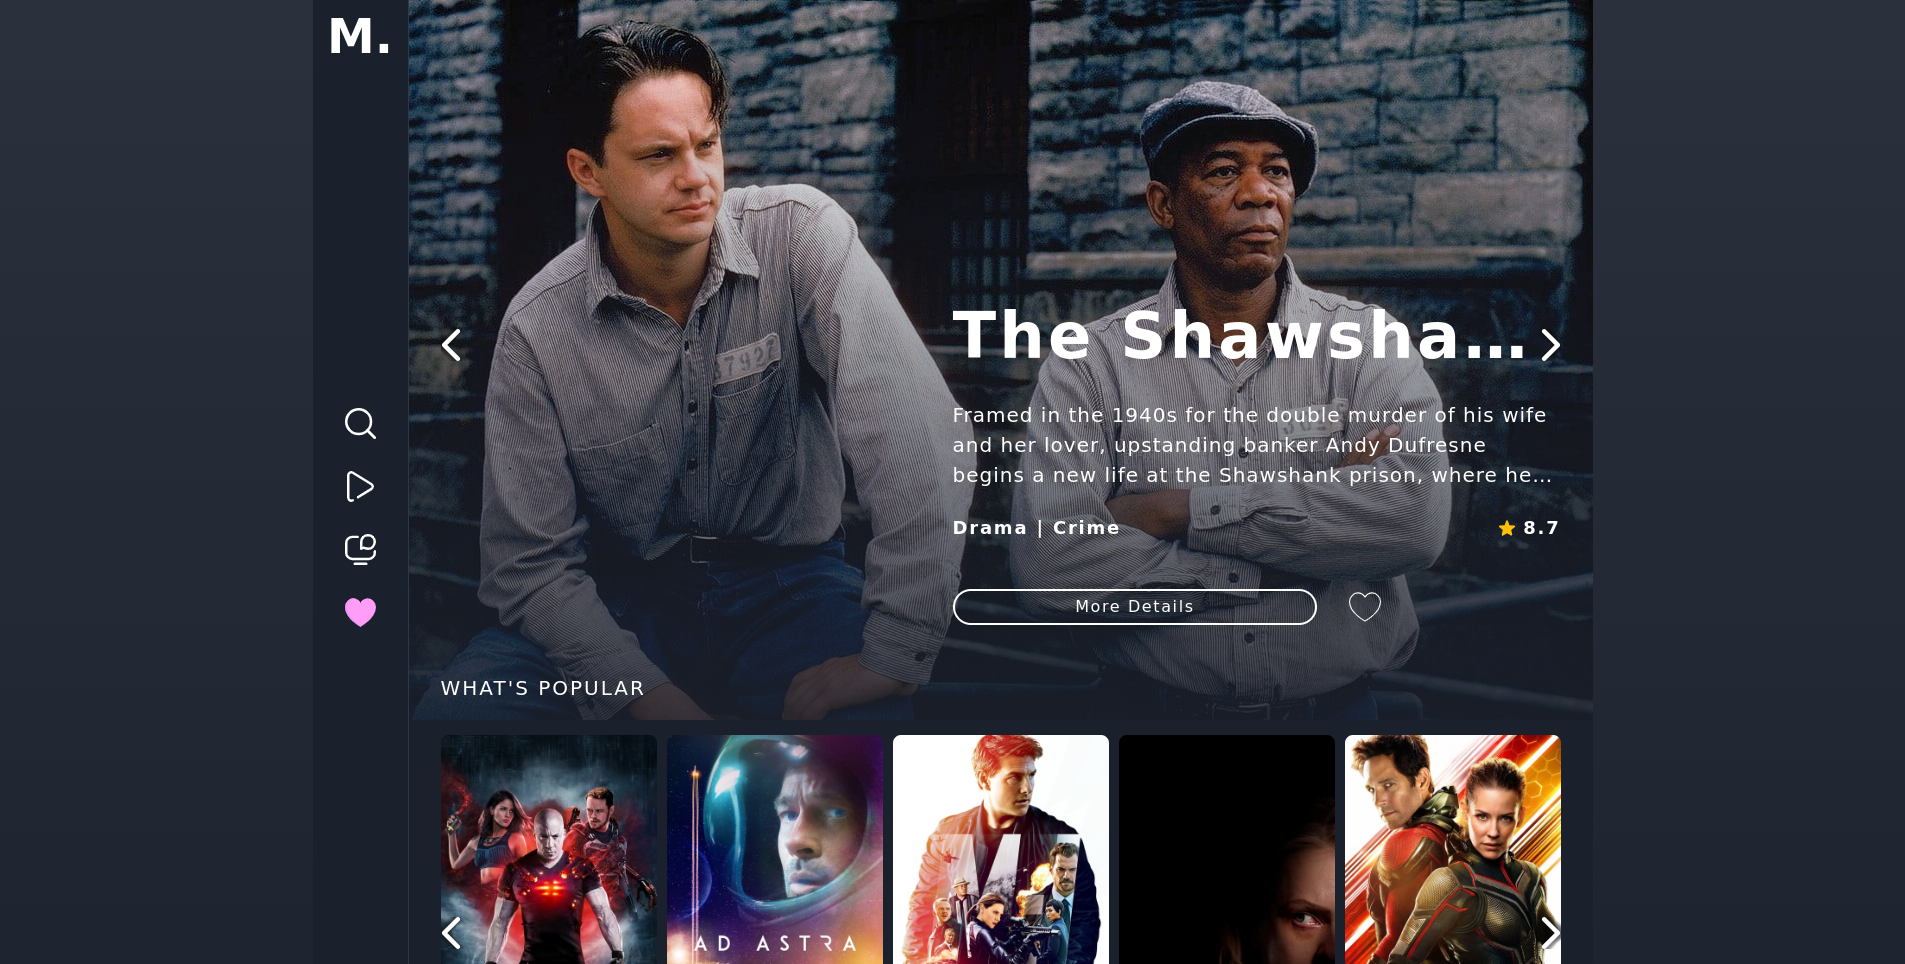 M.
The Shawsha...
Framed in the 1940s for the double murder of his wife
and her lover, upstanding banker Andy Dufresne
begins a new life at the Shawshank prison, where he...
Drama | Crime
8.7
More Details
WHAT'S POPULAR
AD ASTRA